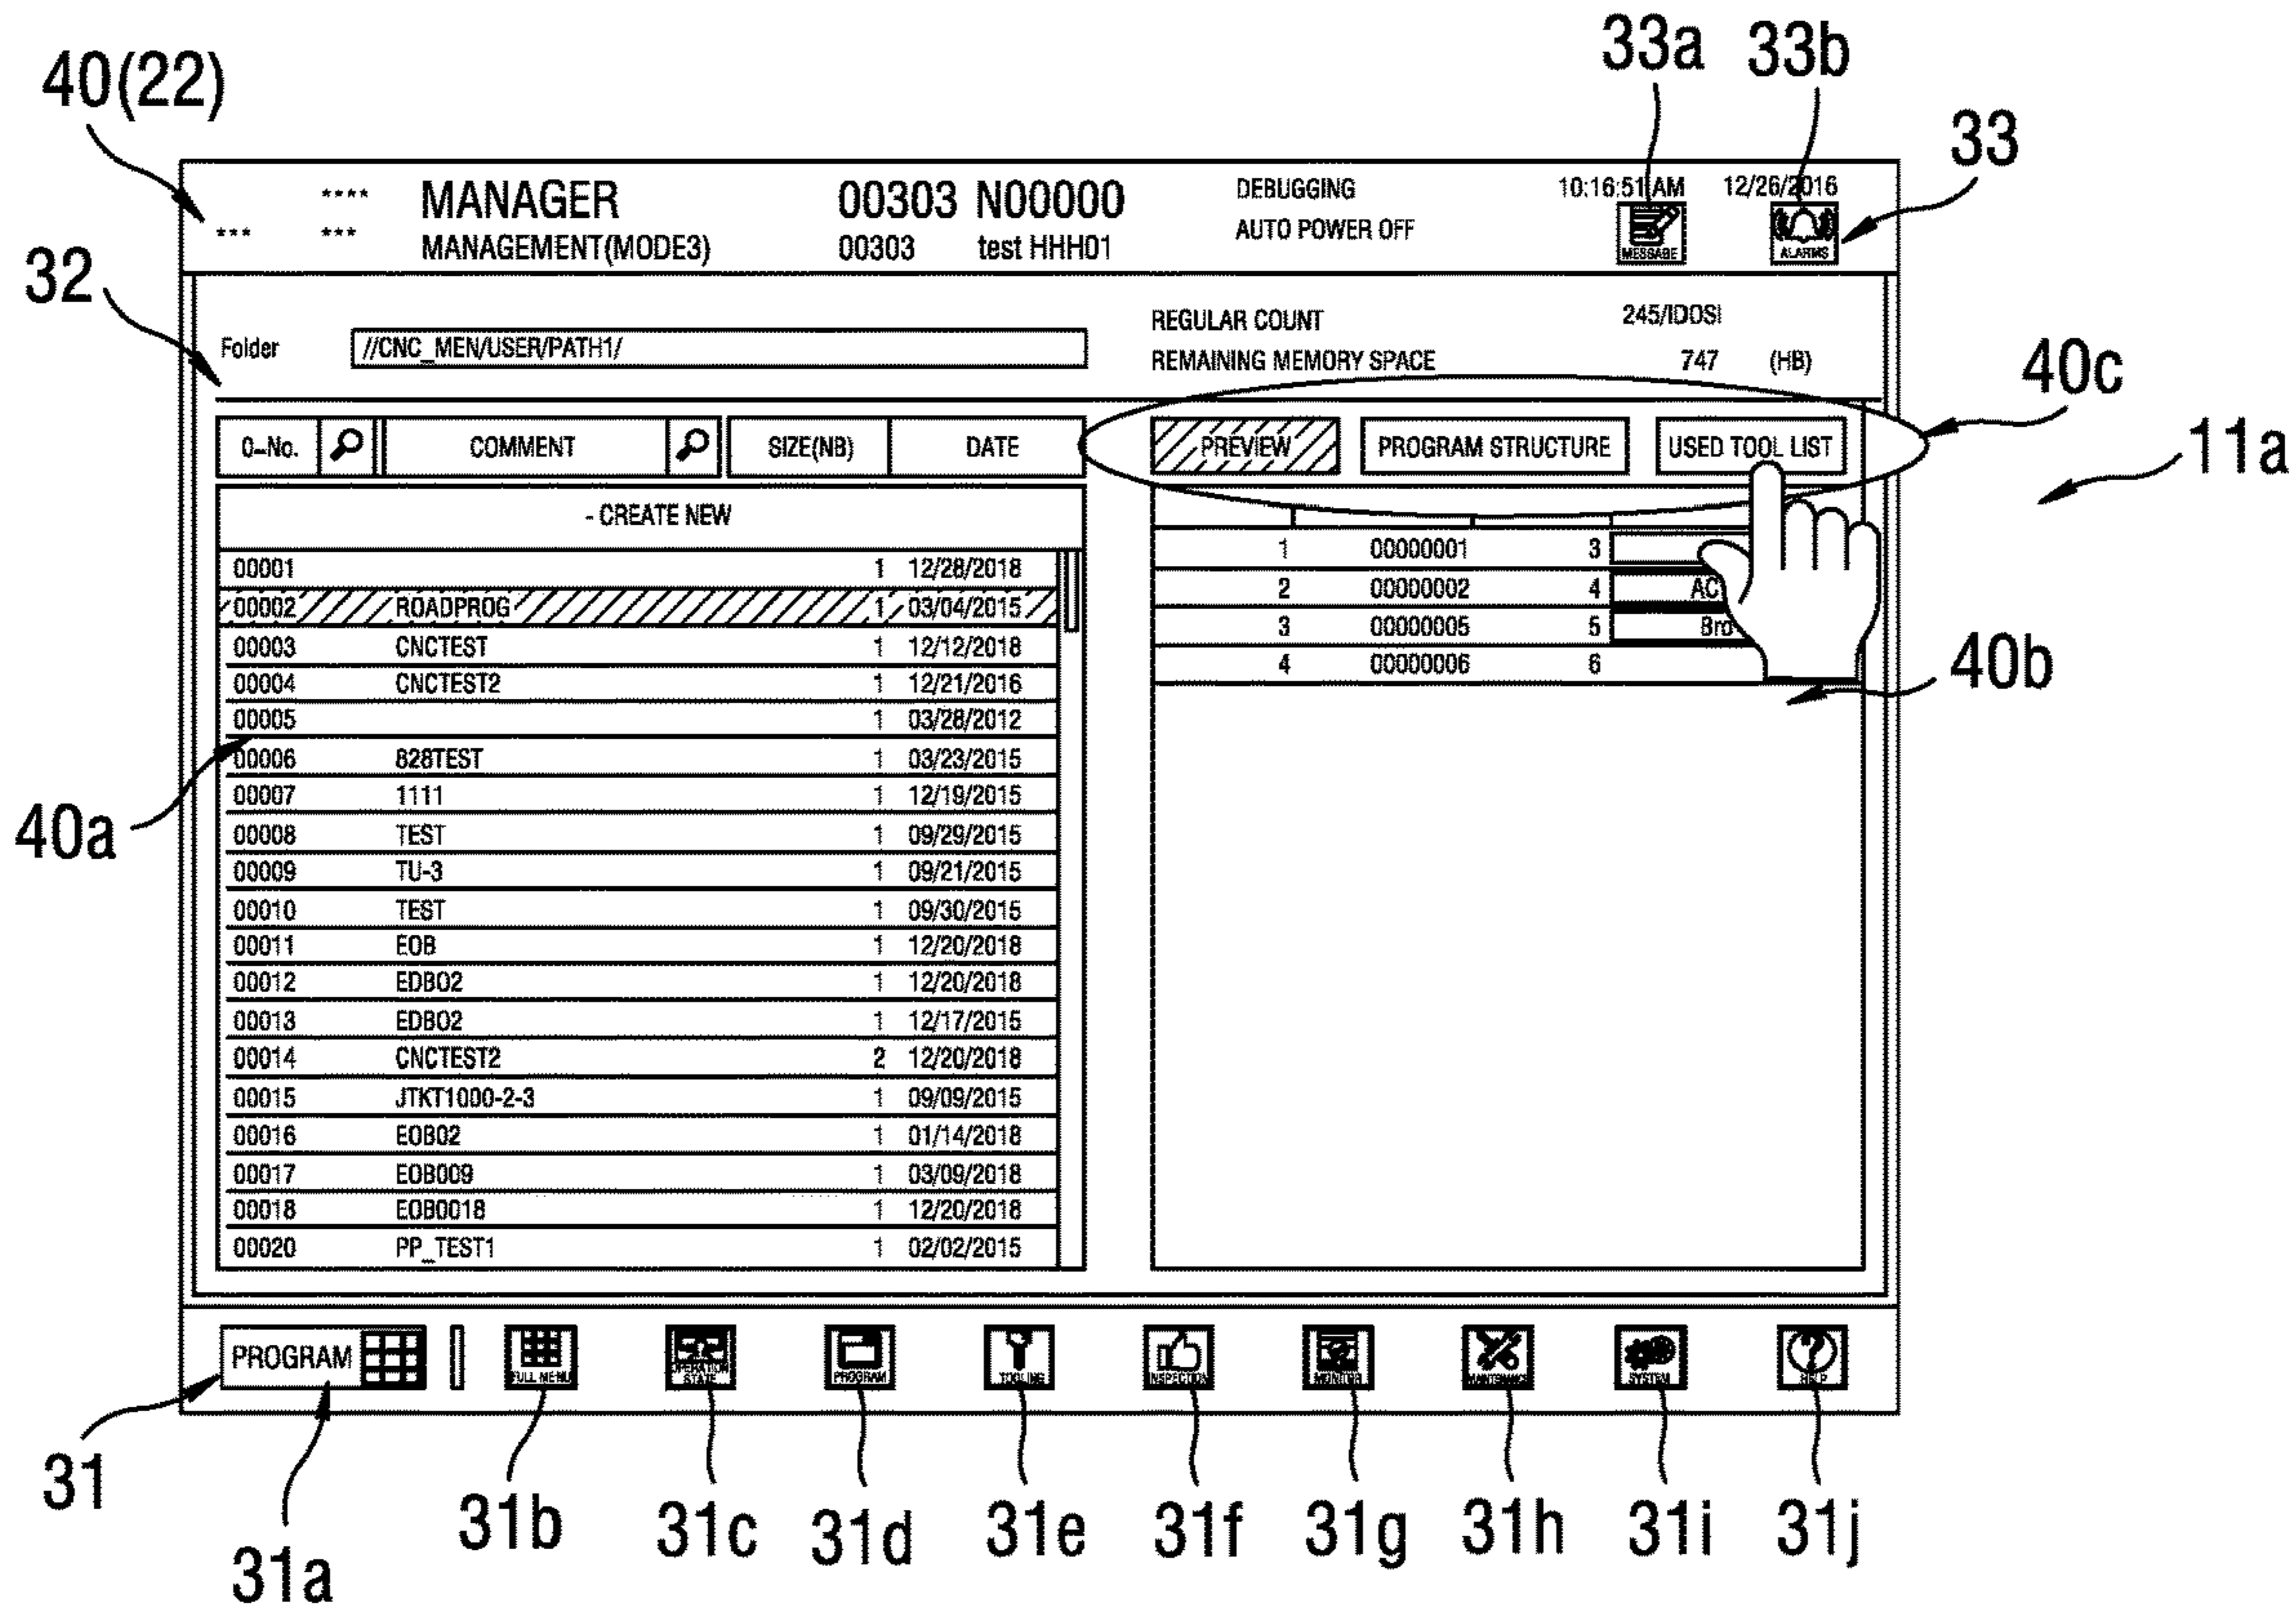 33a 33b
40(22)
33
**** MANAGER 00303 N00000 DEBUGGING 10:16:51 AM 12/26/2016
*** *** MANAGEMENT(MODE3) 00303 test HHH01 AUTO POWER OFF
MESSAGE ALARMS
32
REGULAR COUNT 245/IDOSI
Folder //CNC_MEN/USER/PATH1/
REMAINING MEMORY SPACE 747 (HB)
40c
0-No. COMMENT SIZE(NB) DATE PREVIEW PROGRAM STRUCTURE USED TOOL LIST
11a
- CREATE NEW
1 00000001 3
2 00000002 4 AC
3 00000005 5 Bro
4 00000006 6
40b
00001 1 12/28/2018
00002 ROADPROG 1 03/04/2015
00003 CNCTEST 1 12/12/2018
00004 CNCTEST2 1 12/21/2016
00005 1 03/28/2012
00006 828TEST 1 03/23/2015
00007 1111 1 12/19/2015
40a
00008 TEST 1 09/29/2015
00009 TU-3 1 09/21/2015
00010 TEST 1 09/30/2015
00011 EOB 1 12/20/2018
00012 EDBO2 1 12/20/2018
00013 EDBO2 1 12/17/2015
00014 CNCTEST2 2 12/20/2018
00015 JTKT1000-2-3 1 09/09/2015
00016 EOB02 1 01/14/2018
00017 EOB009 1 03/09/2018
00018 EOB0018 1 12/20/2018
00020 PP_TEST1 1 02/02/2015
PROGRAM FULL MENU OPERATION STATE PROGRAM TOOLING INSPECTION MONITOR MAINTENANCE SYSTEM HELP
31
31a 31b 31c 31d 31e 31f 31g 31h 31i 31j